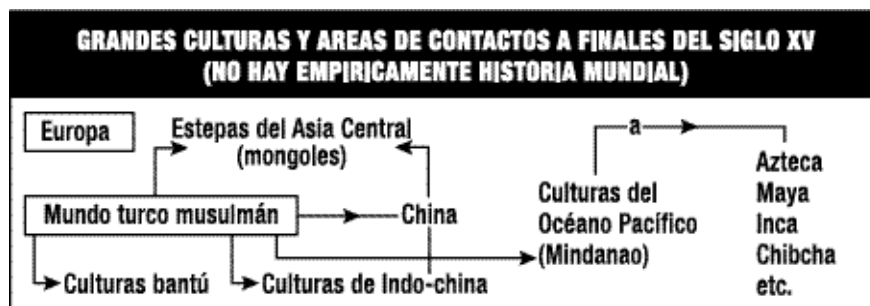 GRANDES CULTURAS Y AREAS DE CONTACTOS A FINALES DEL SIGLO XV
(NO HAY EMPIRICAMENTE HISTORIA MUNDIAL)
Europa
Estepas del Asia Central
(mongoles)
a
Mundo turco musulmán
China
Culturas del
Océano Pacífico
(Mindanao)
Azteca
Maya
Inca
Chibcha
etc.
Culturas bantú
Culturas de Indo-china